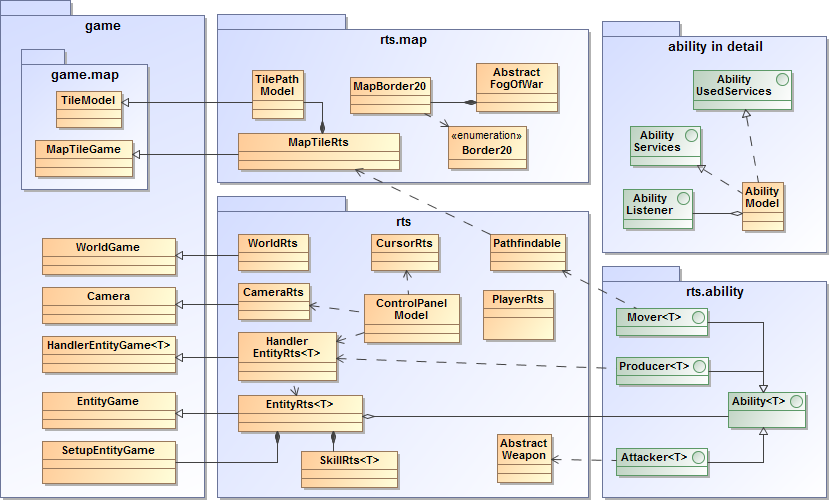 game
game.map
TileModel
MapTileGame
WorldGame
Camera
HandlerEntityGame<T>
EntityGame
SetupEntityGame
rts.map
TilePath
Model
MapBorder20
Abstract
FogOfWar
«enumeration»
Border20
MapTileRts
rts
WorldRts
CursorRts
Pathfindable
CameraRts
ControlPanel
Model
PlayerRts
Handler
EntityRts<T>
EntityRts<T>
SkillRts<T>
Abstract
Weapon
ability in detail
Ability
UsedServices
Ability
Services
Ability
Listener
Ability
Model
rts.ability
Mover<T>
Producer<T>
Ability<T>
Attacker<T>